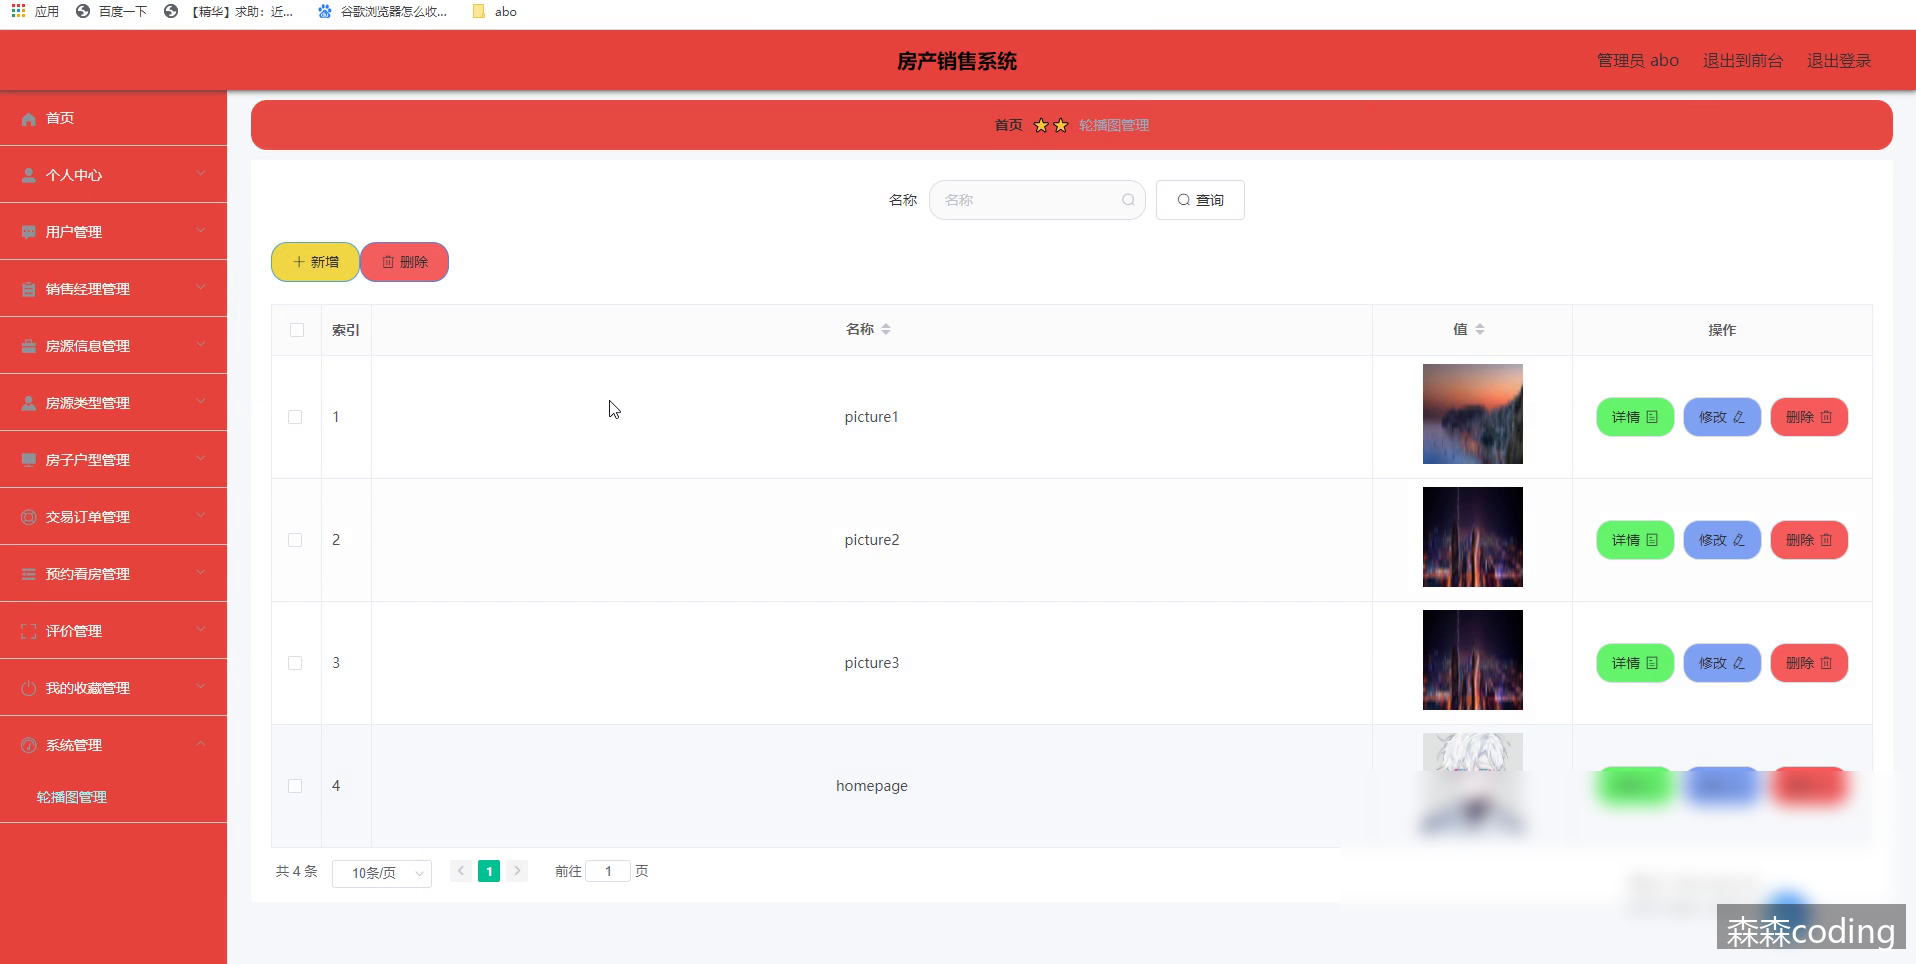 应用 百度一下 【精华】求助：近... 谷歌浏览器怎么收... abo
房产销售系统 管理员 abo 退出到前台 退出登录
首页 轮播图管理
首页
个人中心
用户管理
销售经理管理
房源信息管理
房源类型管理
房子户型管理
交易订单管理
预约看房管理
评价管理
我的收藏管理
系统管理
轮播图管理
名称 名称 查询
新增 删除
索引 名称 值 操作
1 picture1 详情 修改 删除
2 picture2 详情 修改 删除
3 picture3 详情 修改 删除
4 homepage
共 4 条 10条/页 1 前往 1 页
森森coding